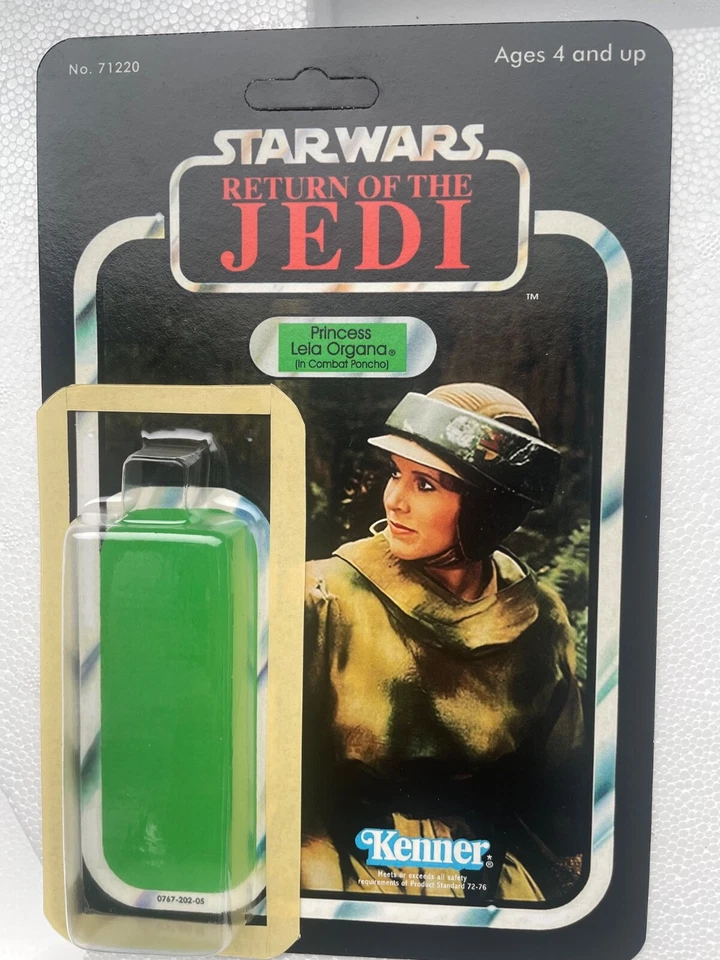 No. 71220
Ages 4 and up
STAR WARS
RETURN OF THE
JEDI
TM
Princess
Leia Organa®
(in Combat Poncho)
Kenner®
Meets or exceeds all safety
requirements of Product Standard 72-76
0767-202-05